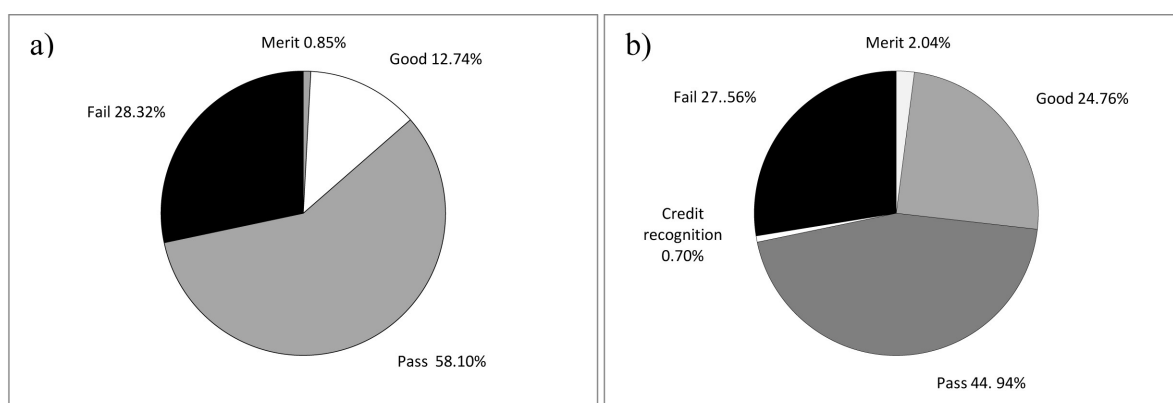 a)
Merit 0.85%
Good 12.74%
Fail 28.32%
Pass 58.10%
b)
Merit 2.04%
Fail 27..56%
Good 24.76%
Credit
recognition
0.70%
Pass 44. 94%